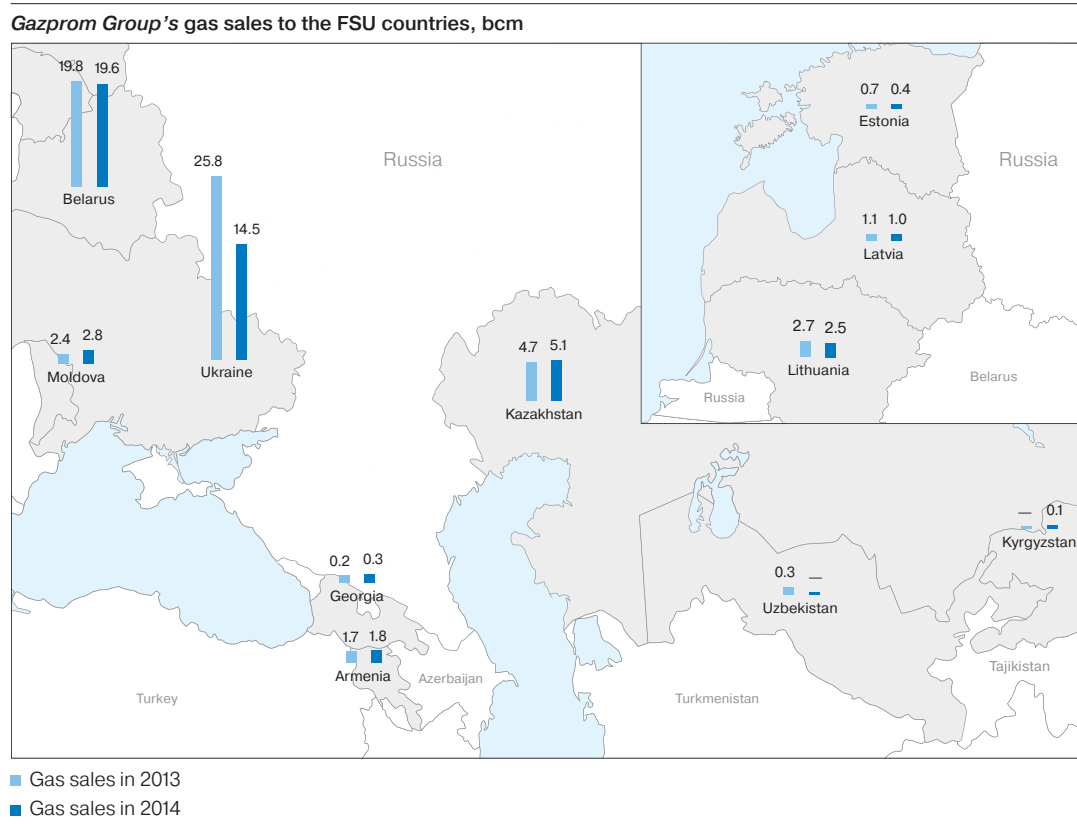 Gazprom Group's gas sales to the FSU countries, bcm
19.8 19.6
Belarus
Russia
25.8
14.5
Ukraine
2.4 2.8
Moldova
4.7 5.1
Kazakhstan
0.7 0.4
Estonia
Russia
1.1 1.0
Latvia
2.7 2.5
Lithuania
Russia
Belarus
— 0.1
Kyrgyzstan
0.3 —
Uzbekistan
0.2 0.3
Georgia
1.7 1.8
Armenia
Azerbaijan
Turkey
Turkmenistan
Tajikistan
Gas sales in 2013
Gas sales in 2014